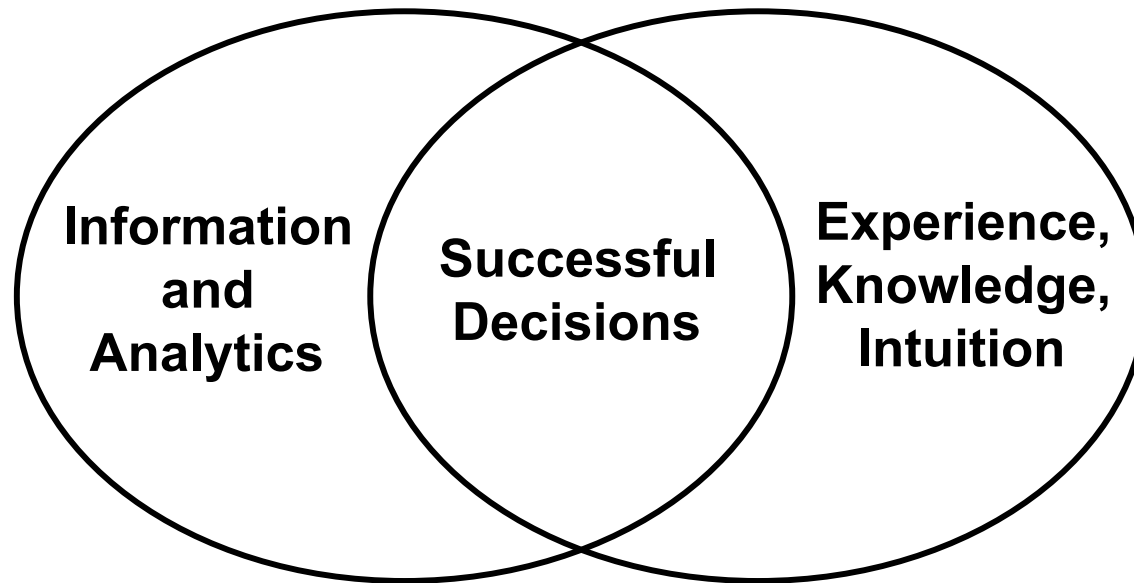 Information
and
Analytics
Successful
Decisions
Experience,
Knowledge,
Intuition